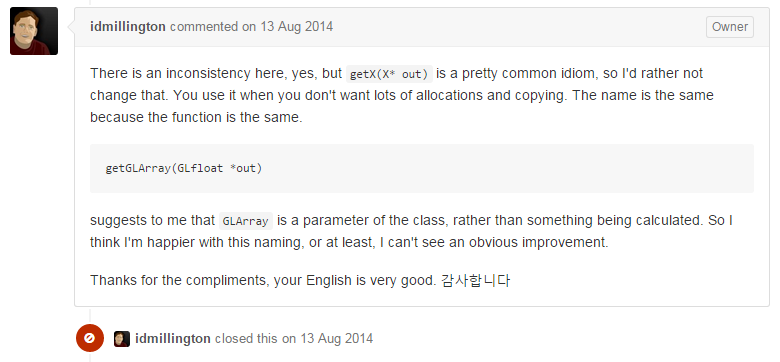 idmillington commented on 13 Aug 2014
Owner
There is an inconsistency here, yes, but getX(X* out) is a pretty common idiom, so I'd rather not
change that. You use it when you don't want lots of allocations and copying. The name is the same
because the function is the same.
getGLArray(GLfloat *out)
suggests to me that GLArray is a parameter of the class, rather than something being calculated. So I
think I'm happier with this naming, or at least, I can't see an obvious improvement.
Thanks for the compliments, your English is very good. 감사합니다
idmillington closed this on 13 Aug 2014